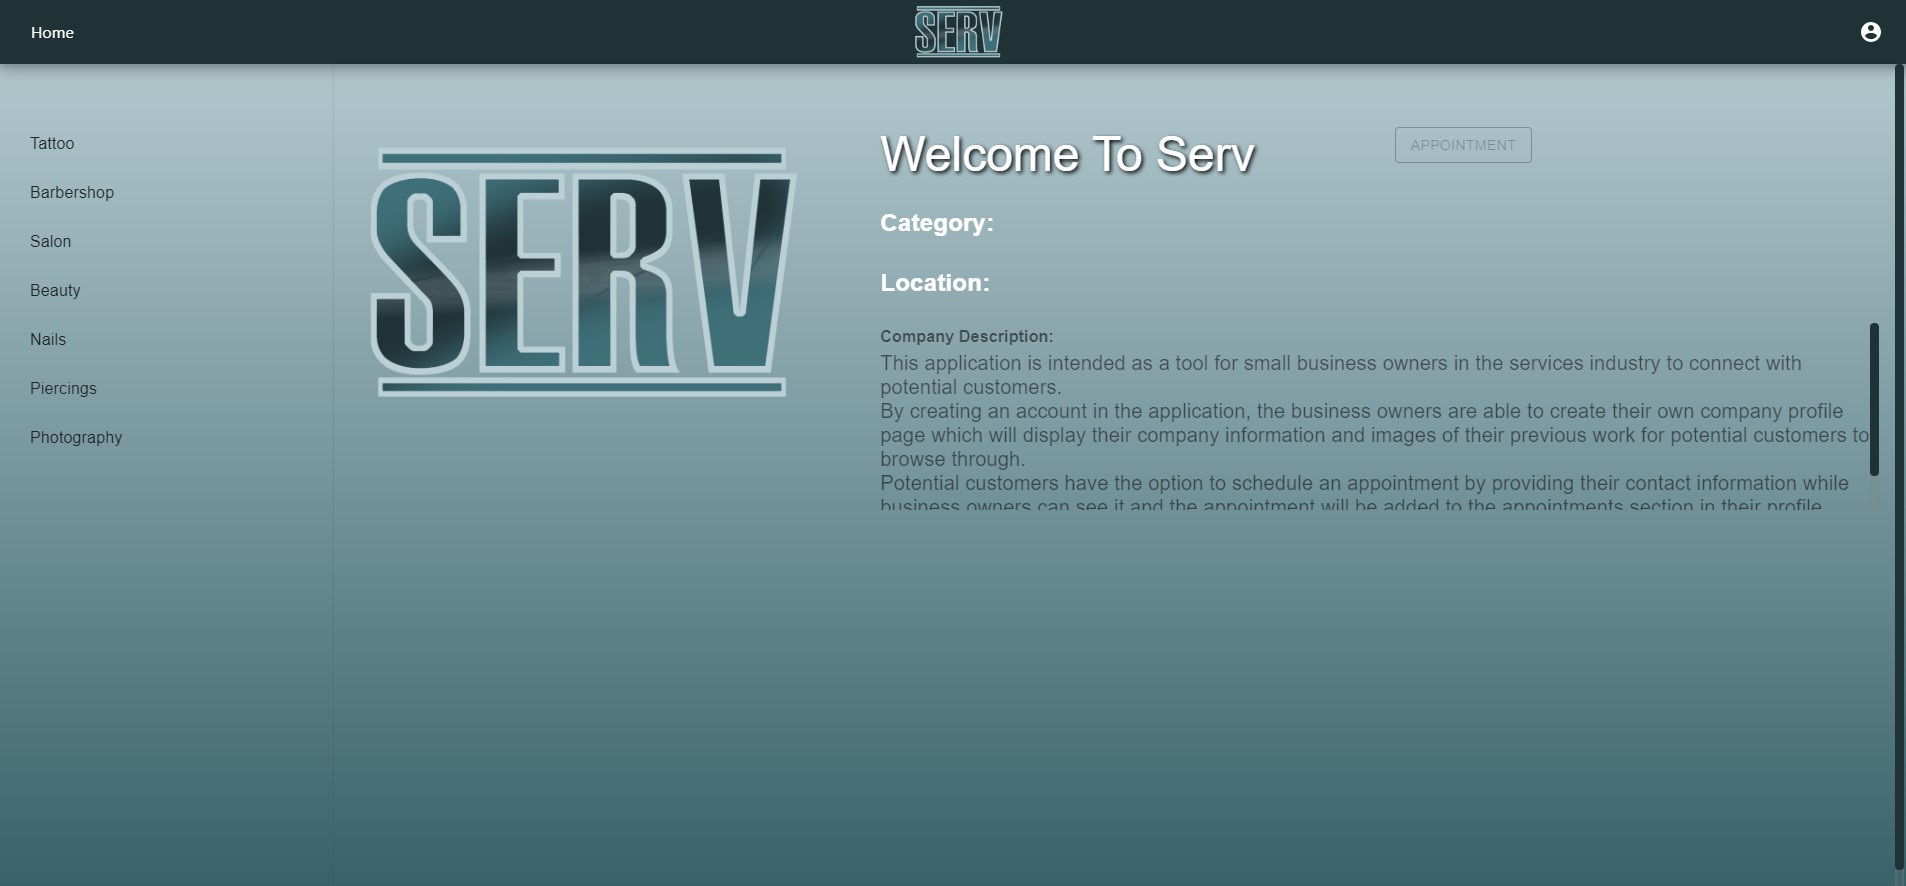 Home
SERV
Tattoo
Barbershop
Salon
Beauty
Nails
Piercings
Photography
SERV
Welcome To Serv
APPOINTMENT
Category:
Location:
Company Description:
This application is intended as a tool for small business owners in the services industry to connect with
potential customers.
By creating an account in the application, the business owners are able to create their own company profile
page which will display their company information and images of their previous work for potential customers to
browse through.
Potential customers have the option to schedule an appointment by providing their contact information while
business owners can see it and the appointment will be added to the appointments section in their profile